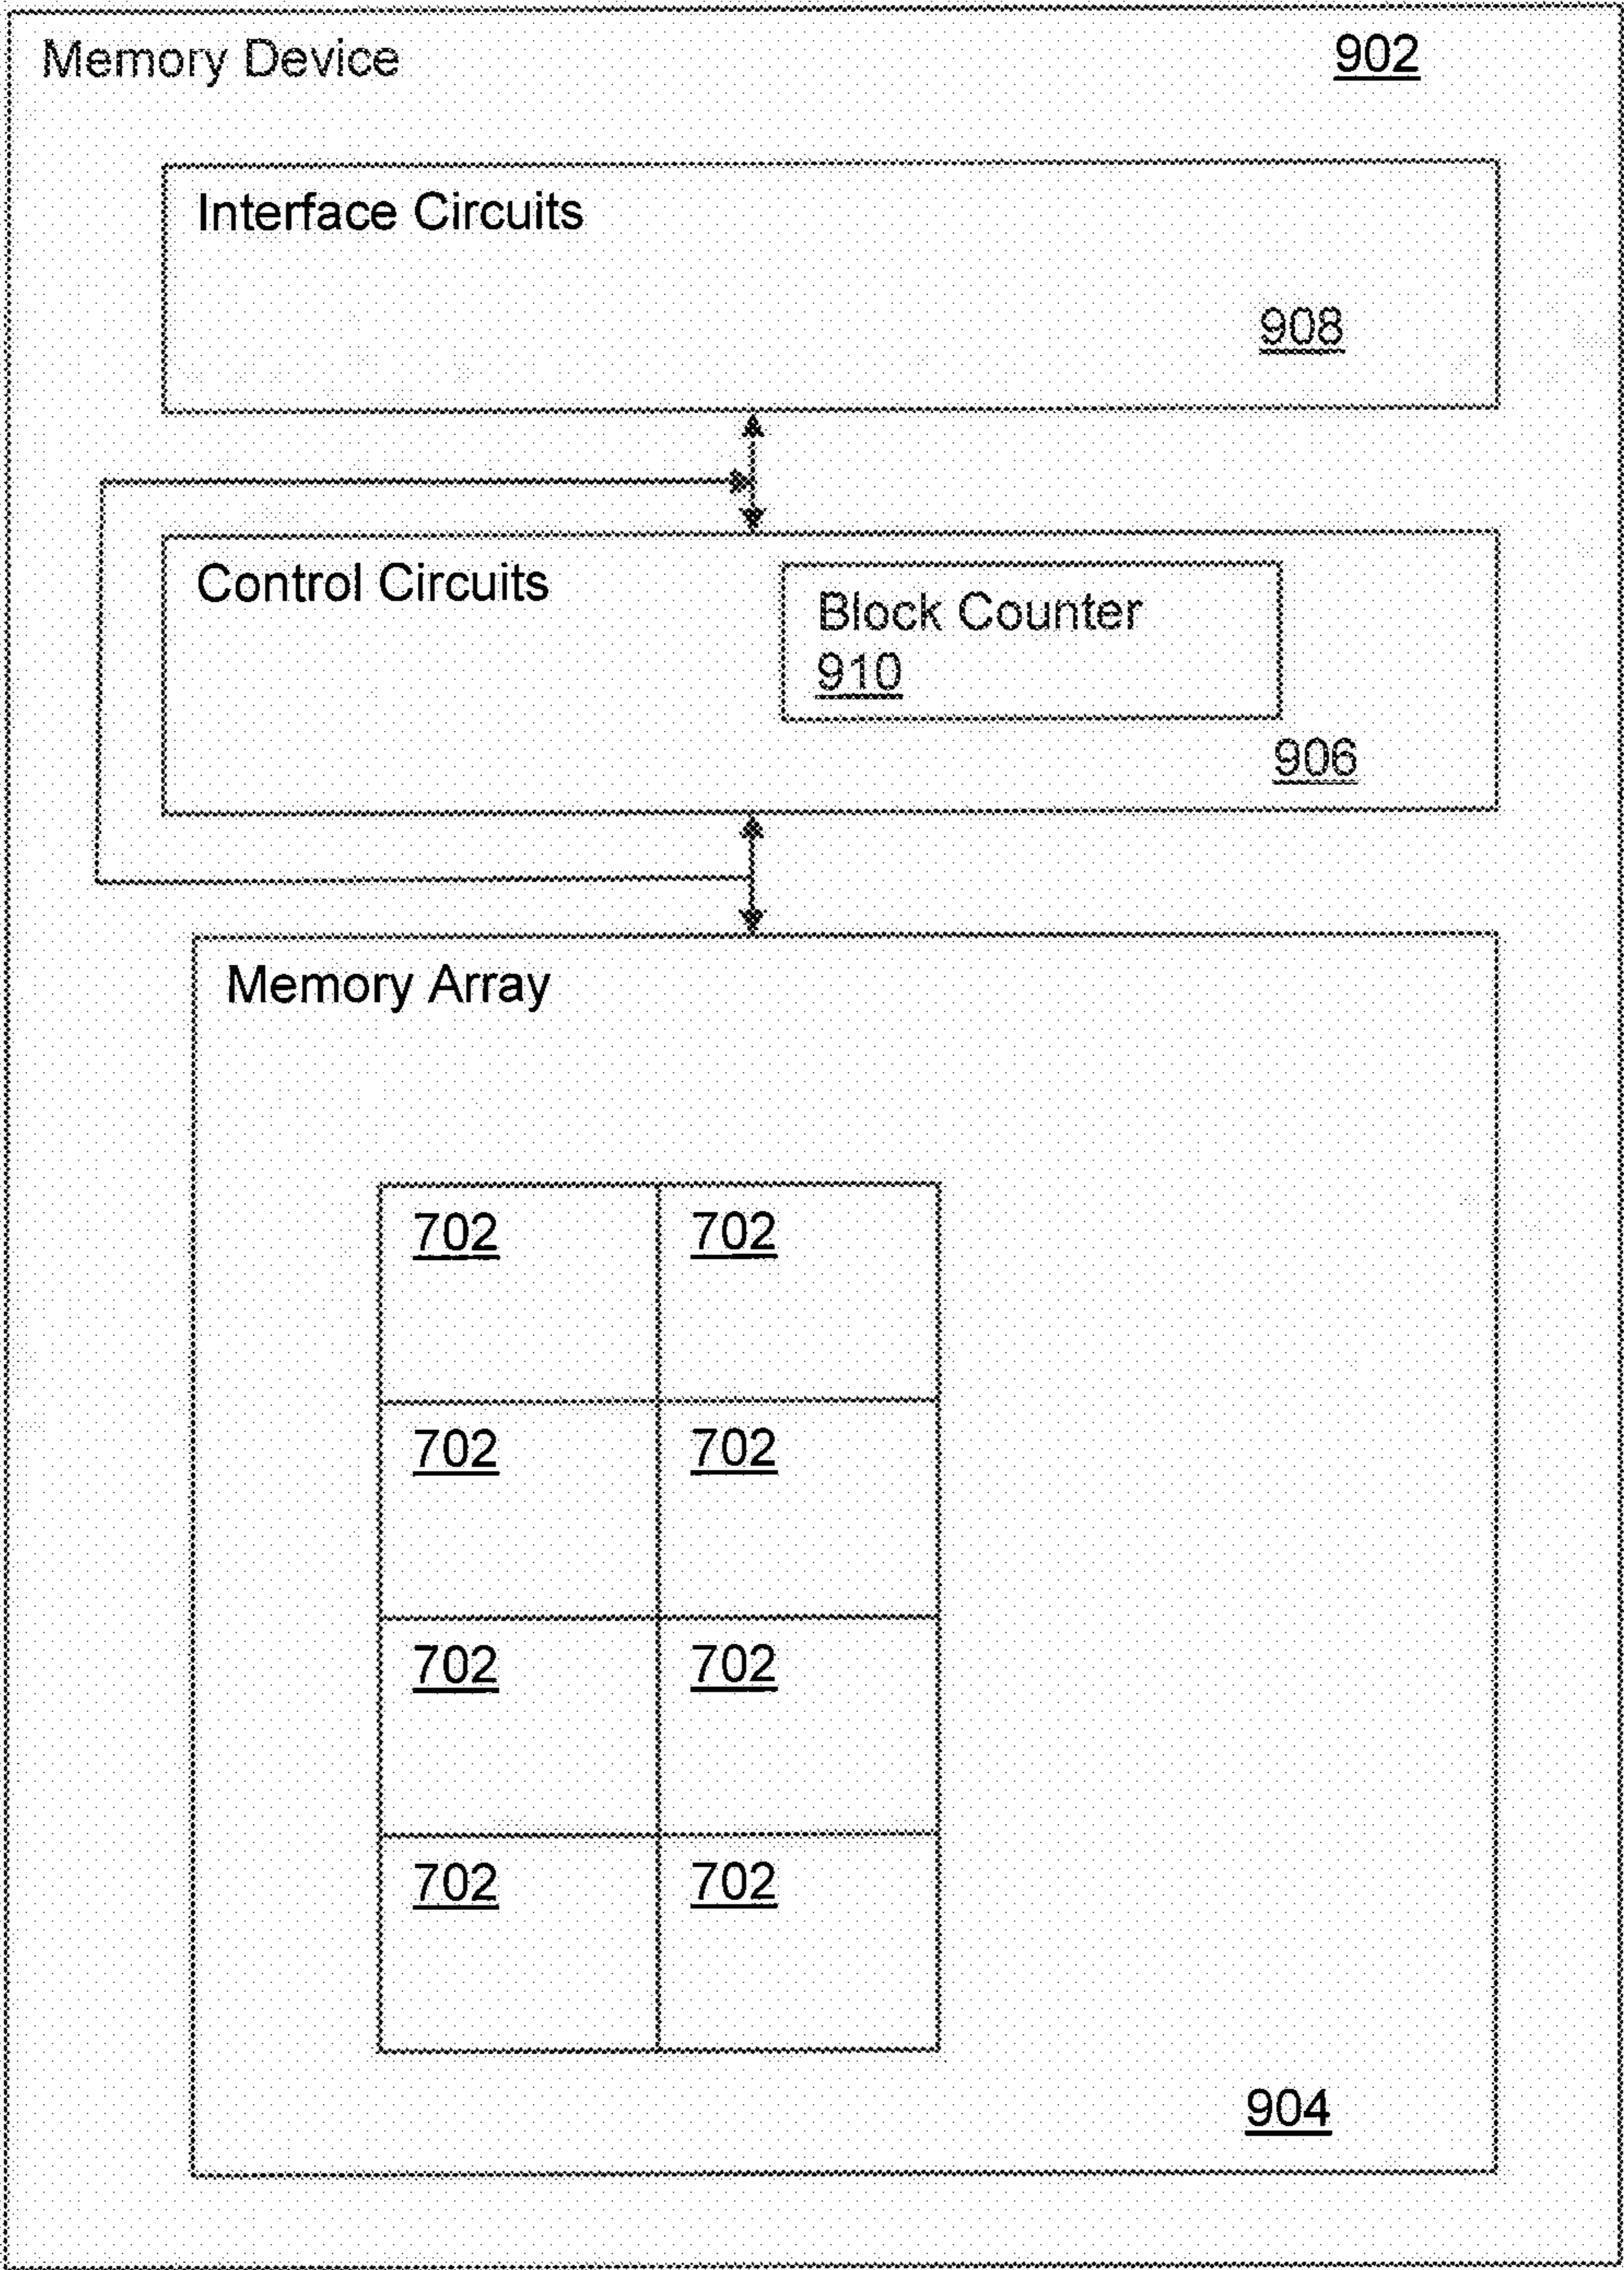 Memory Device 902
Interface Circuits
908
Control Circuits
Block Counter
910
906
Memory Array
702 702
702 702
702 702
702 702
904